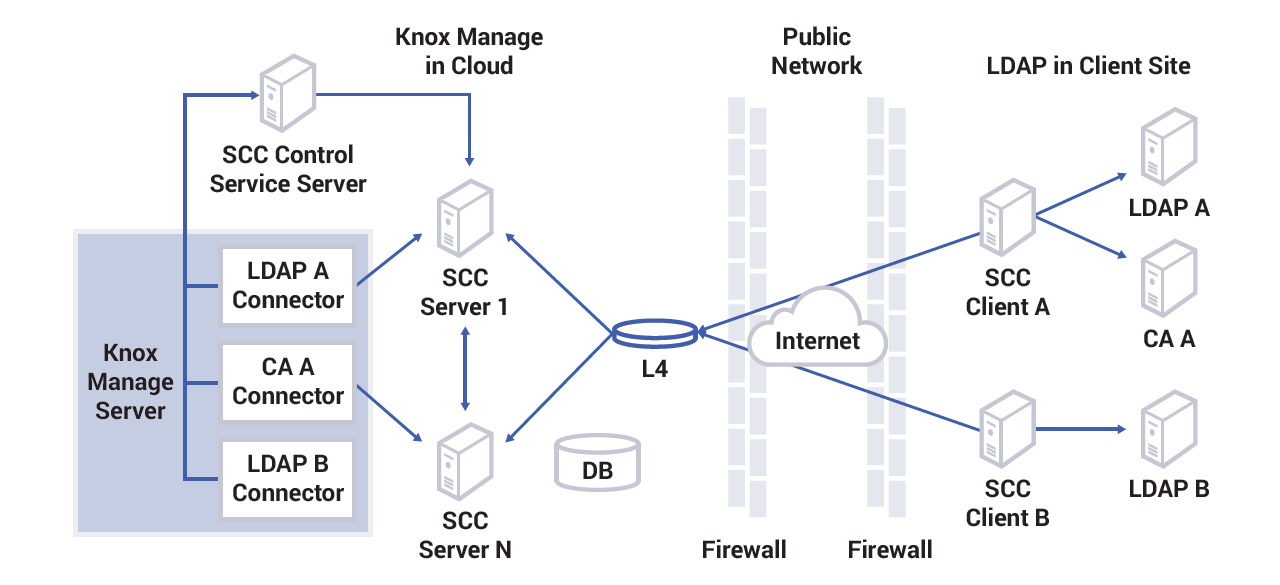 Knox Manage
in Cloud
Public
Network
LDAP in Client Site
SCC Control
Service Server
Knox
Manage
Server
LDAP A
Connector
CA A
Connector
LDAP B
Connector
SCC
Server 1
SCC
Server N
DB
L4
Internet
Firewall
Firewall
SCC
Client A
SCC
Client B
LDAP A
CA A
LDAP B